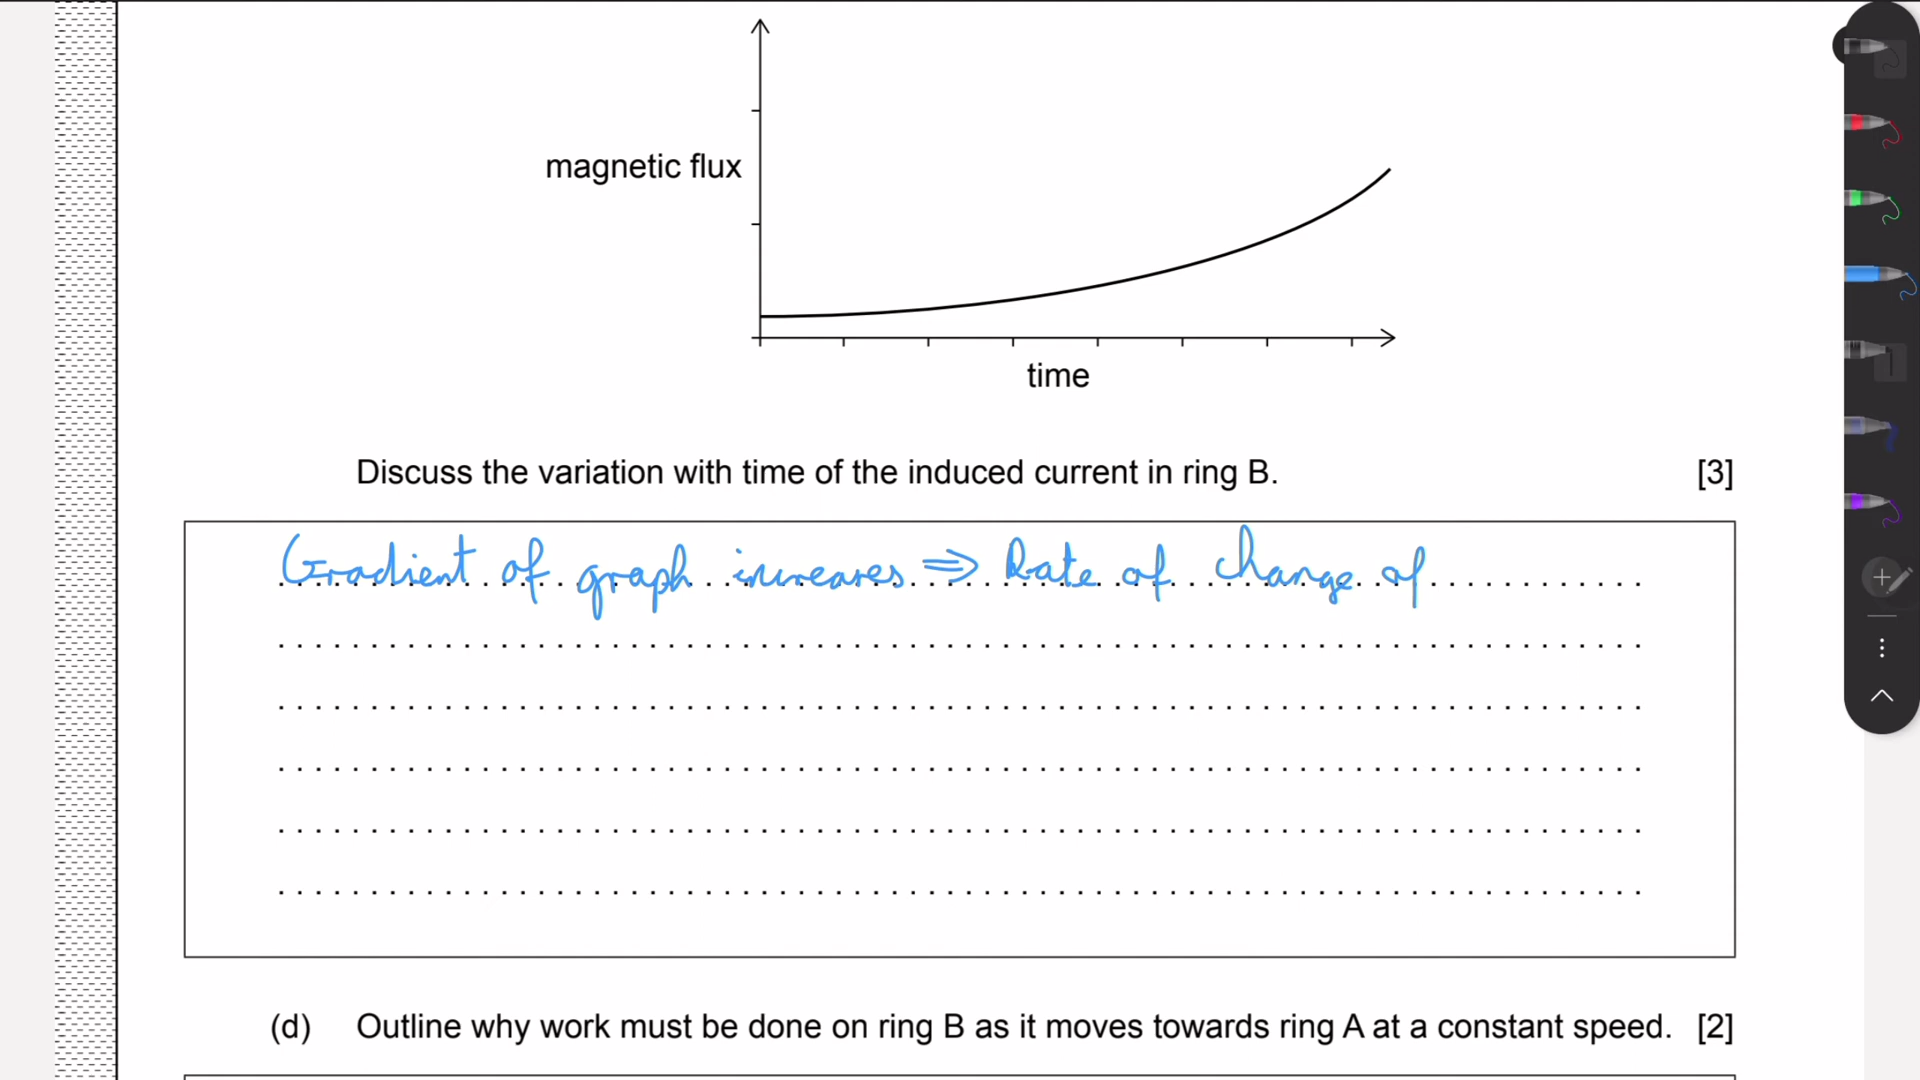 magnetic flux
time
Discuss the variation with time of the induced current in ring B. [3]
Gradient of graph increases ⇒ Rate of change of
(d) Outline why work must be done on ring B as it moves towards ring A at a constant speed. [2]